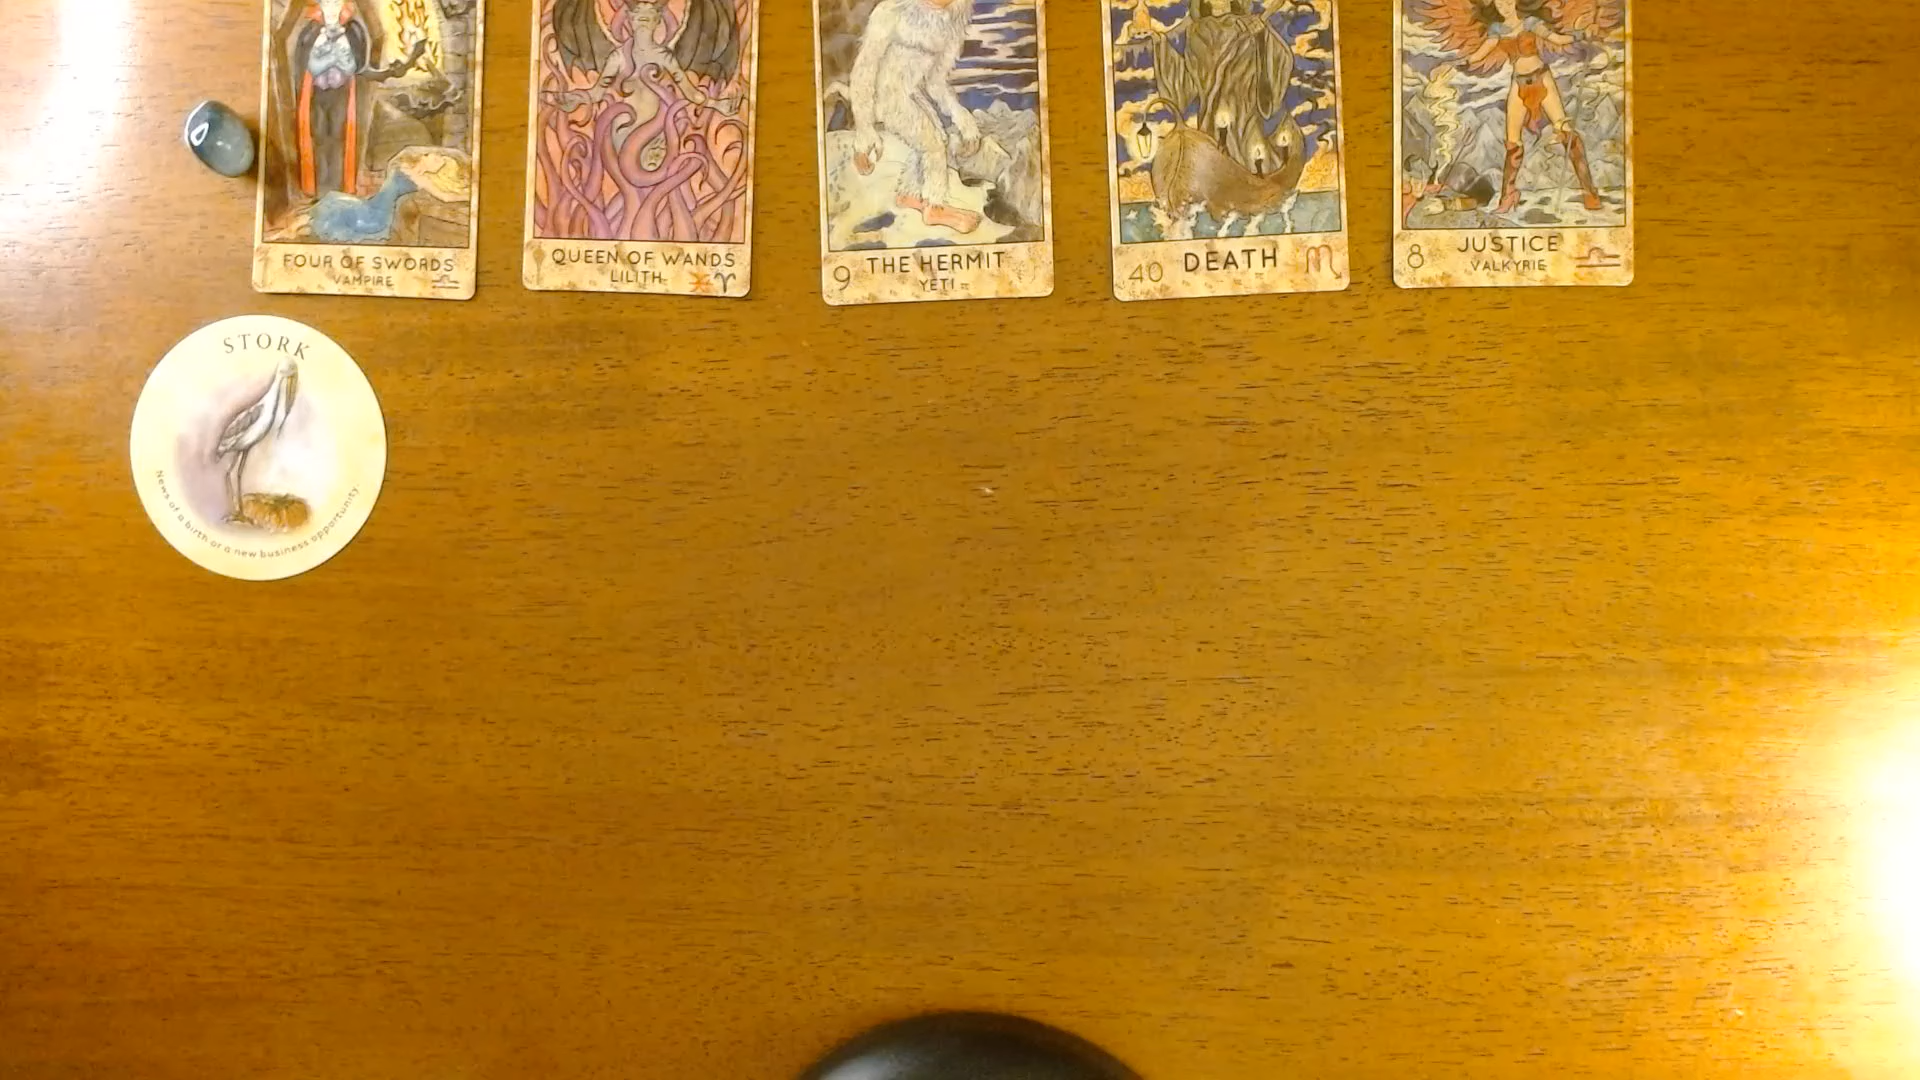 FOUR OF SWORDS
VAMPIRE
QUEEN OF WANDS
LILITH
9 THE HERMIT
YETI
40 DEATH
8 JUSTICE
VALKYRIE
STORK
News of a birth or a new business opportunity.